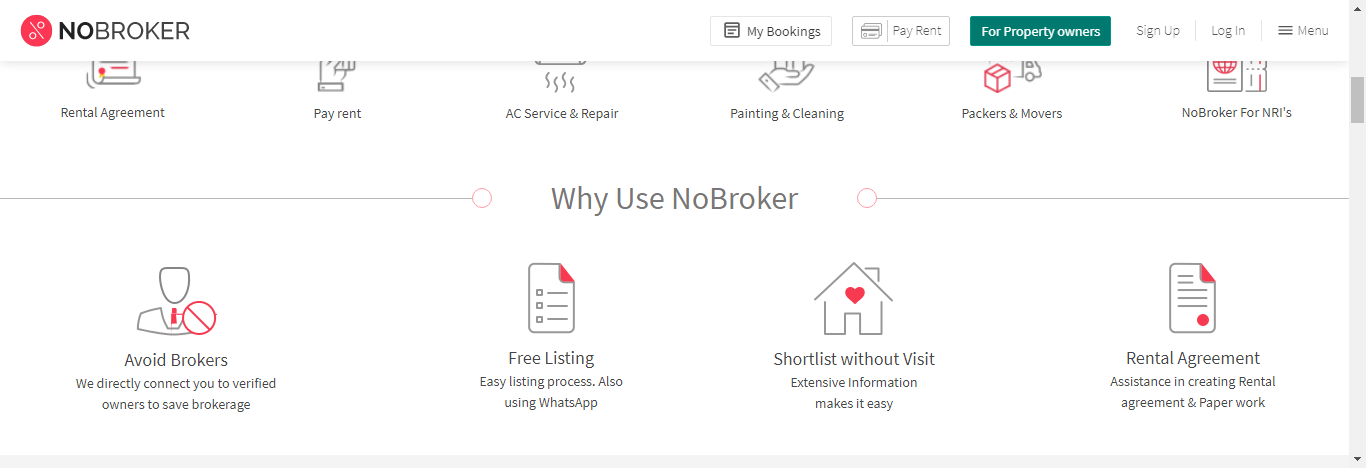 NOBROKER
My Bookings
Pay Rent
For Property owners
Sign Up
Log In
Menu
Rental Agreement
Pay rent
AC Service & Repair
Painting & Cleaning
Packers & Movers
NoBroker For NRI's
Why Use NoBroker
Avoid Brokers
We directly connect you to verified
owners to save brokerage
Free Listing
Easy listing process. Also
using WhatsApp
Shortlist without Visit
Extensive Information
makes it easy
Rental Agreement
Assistance in creating Rental
agreement & Paper work